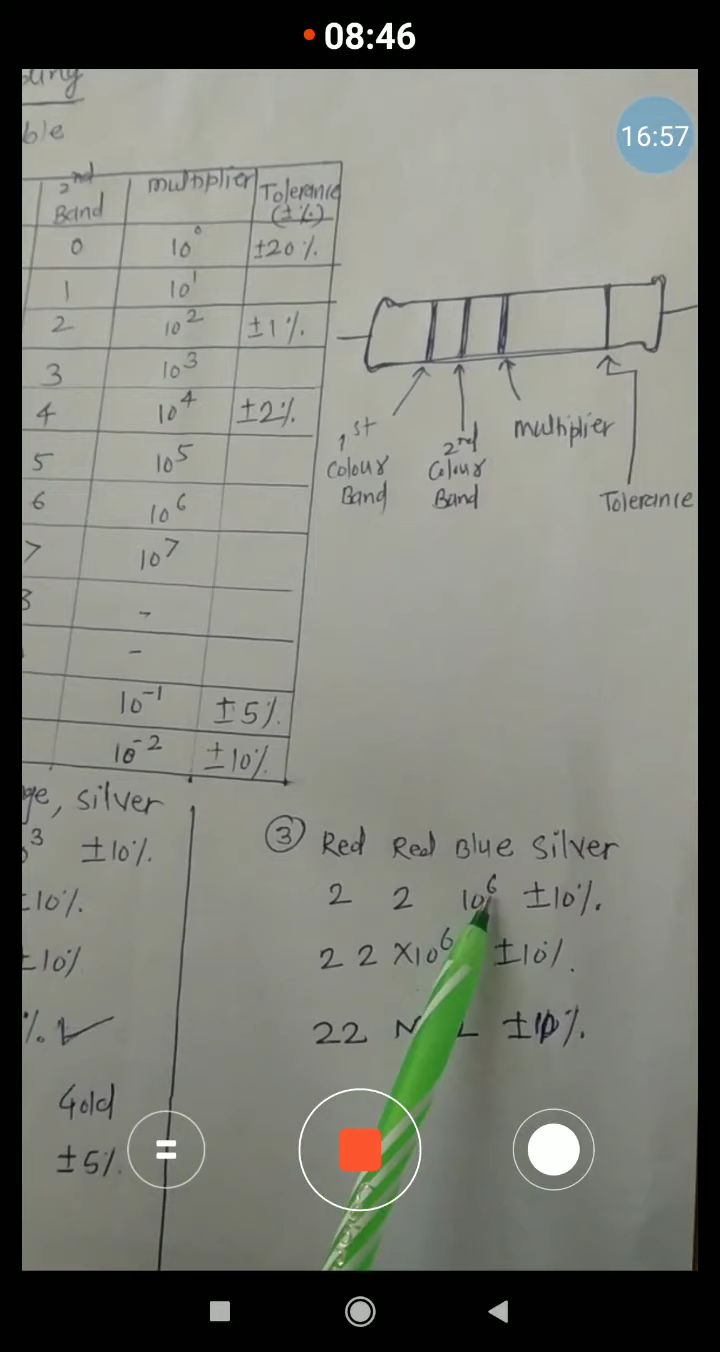 08:46
16:57
ble
2nd Band multiplier Tolerance (±%)
0 10⁰ ±20%
1 10¹
2 10² ±1%
3 10³
4 10⁴ ±2%
5 10⁵
6 10⁶
7 10⁷
-
-
10⁻¹ ±5%
10⁻² ±10%
1st Colour Band
2nd Colour Band
multiplier
Tolerance
ge, silver
3 ±10%.
±10%.
±10%
%.
Gold
±5%.
③ Red Red Blue Silver
2 2 10⁶ ±10%.
2 2 ×10⁶ ±10%.
22 ±10%.